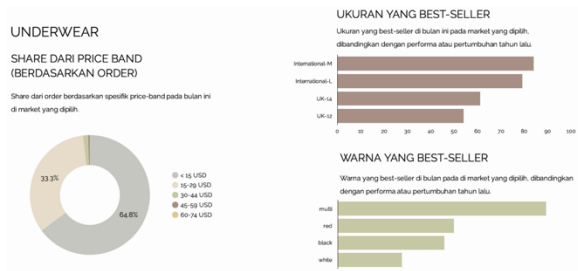 UNDERWEAR
SHARE DARI PRICE BAND
(BERDASARKAN ORDER)
Share dari order berdasarkan spesifik price-band pada bulan ini
di market yang dipilih.
33.3%
64.8%
< 15 USD
15-29 USD
30-44 USD
45-59 USD
60-74 USD
UKURAN YANG BEST-SELLER
Ukuran yang best-seller di bulan ini pada market yang dipilih,
dibandingkan dengan performa atau pertumbuhan tahun lalu.
International-M
International-L
UK-14
UK-12
0 10 20 30 40 50 60 70 80 90 100
WARNA YANG BEST-SELLER
Warna yang best-seller di bulan pada di market yang dipilih, dibandingkan
dengan performa atau pertumbuhan tahun lalu.
multi
red
black
white